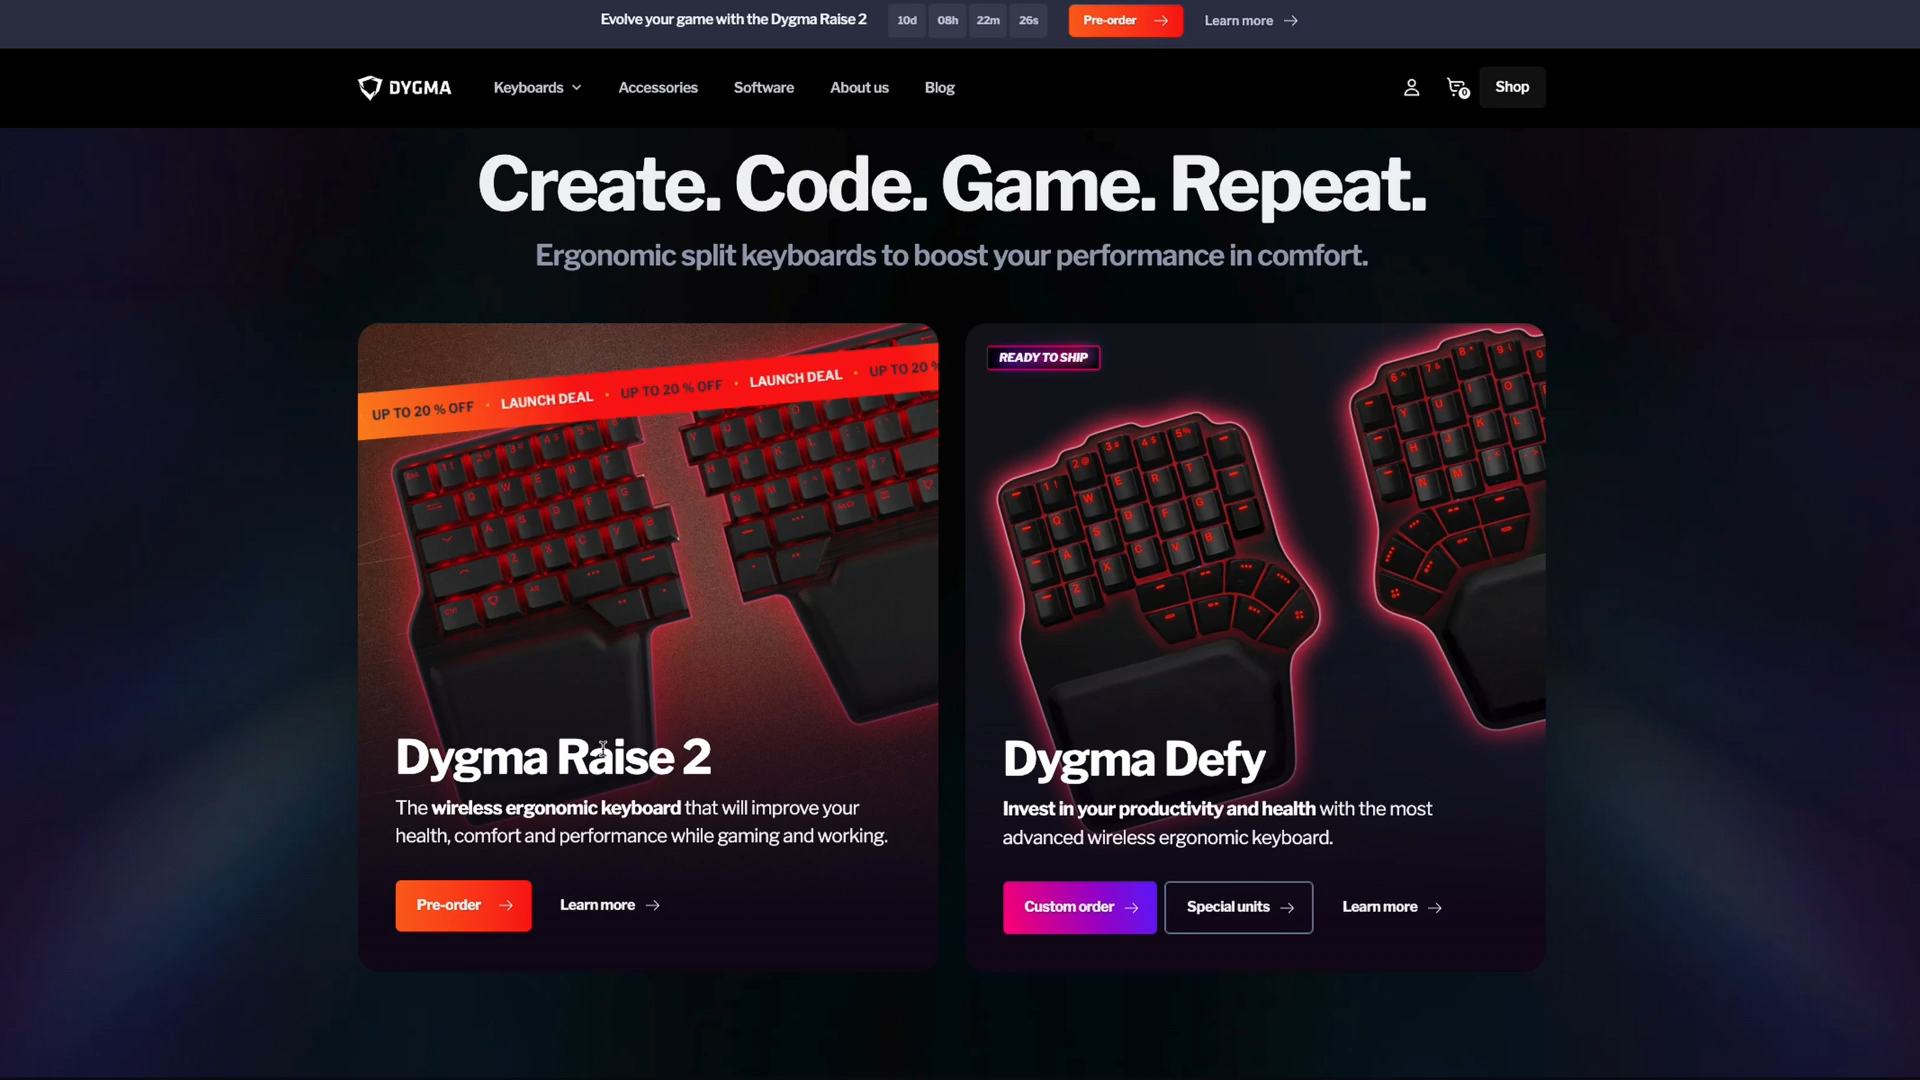 Evolve your game with the Dygma Raise 2
10d 08h 22m 26s
Pre-order
Learn more
DYGMA
Keyboards
Accessories
Software
About us
Blog
0
Shop
Create. Code. Game. Repeat.
Ergonomic split keyboards to boost your performance in comfort.
UP TO 20 % OFF · LAUNCH DEAL · UP TO 20 % OFF · LAUNCH DEAL · UP TO 20 %
Dygma Raise 2
The wireless ergonomic keyboard that will improve your
health, comfort and performance while gaming and working.
Pre-order
Learn more
READY TO SHIP
Dygma Defy
Invest in your productivity and health with the most
advanced wireless ergonomic keyboard.
Custom order
Special units
Learn more